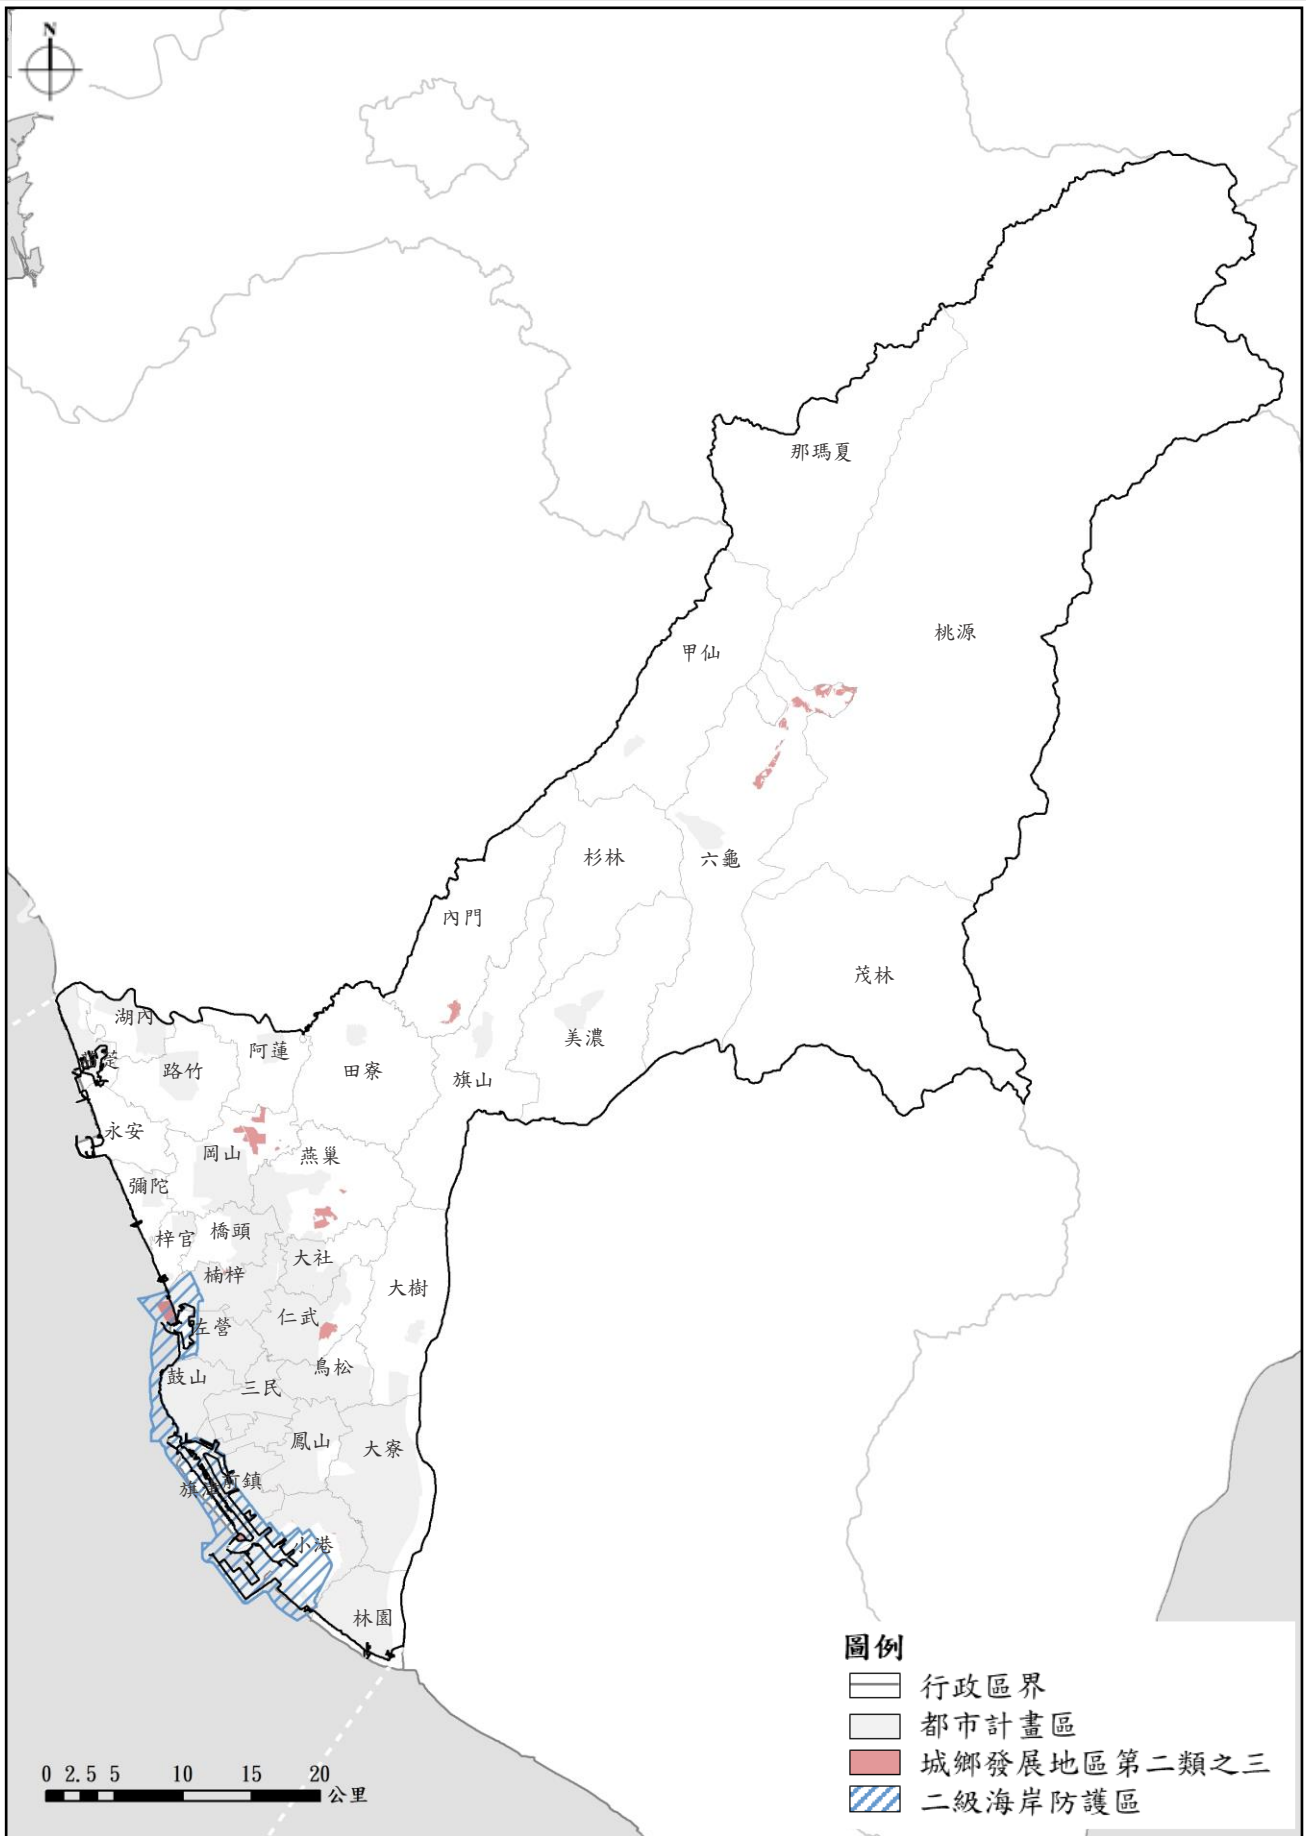 N
那瑪夏
桃源
甲仙
杉林
六龜
內門
茂林
湖內
美濃
阿蓮
路竹
田寮
旗山
永安
岡山
燕巢
彌陀
橋頭
梓官
大社
楠梓
大樹
仁武
左營
鳥松
鼓山
三民
鳳山
大寮
前鎮
小港
林園
圖例
行政區界
都市計畫區
城鄉發展地區第二類之三
二級海岸防護區
0 2.5 5 10 15 20
公里